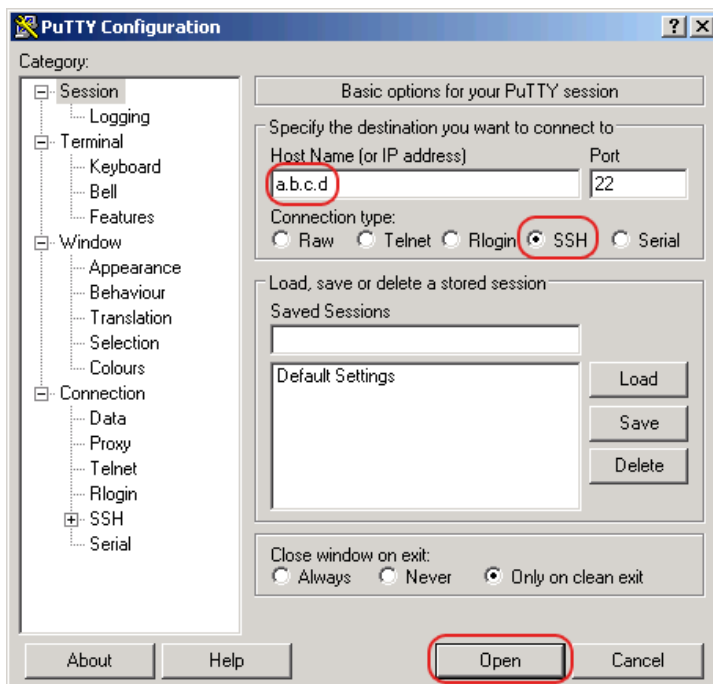 PuTTY Configuration
Category:
Session
Logging
Terminal
Keyboard
Bell
Features
Window
Appearance
Behaviour
Translation
Selection
Colours
Connection
Data
Proxy
Telnet
Rlogin
SSH
Serial
Basic options for your PuTTY session
Specify the destination you want to connect to
Host Name (or IP address) Port
a.b.c.d 22
Connection type:
Raw Telnet Rlogin SSH Serial
Load, save or delete a stored session
Saved Sessions
Default Settings
Load
Save
Delete
Close window on exit:
Always Never Only on clean exit
About Help Open Cancel